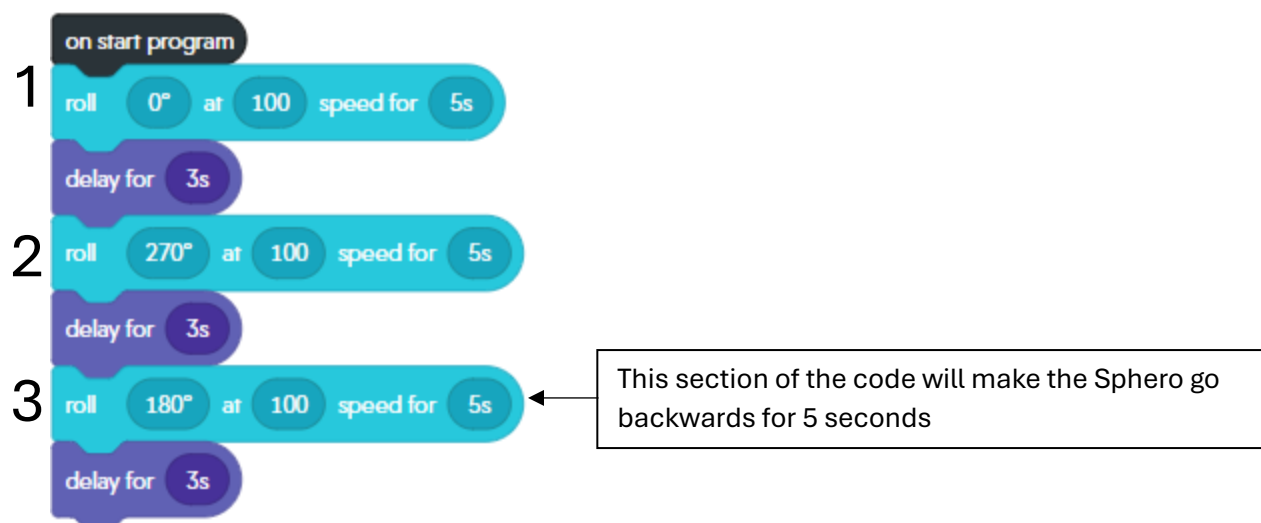 on start program
1 roll 0° at 100 speed for 5s
delay for 3s
2 roll 270° at 100 speed for 5s
delay for 3s
3 roll 180° at 100 speed for 5s
This section of the code will make the Sphero go
backwards for 5 seconds
delay for 3s